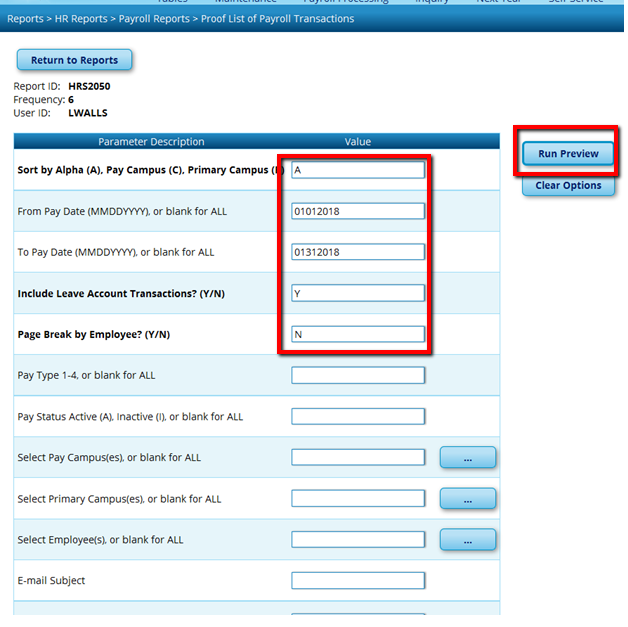 Tables Maintenance Payroll Processing Inquiry Next Year Self Service
Reports > HR Reports > Payroll Reports > Proof List of Payroll Transactions
Return to Reports
Report ID: HRS2050
Frequency: 6
User ID: LWALLS
Parameter Description Value
Sort by Alpha (A), Pay Campus (C), Primary Campus ( A
From Pay Date (MMDDYYYY), or blank for ALL 01012018
To Pay Date (MMDDYYYY), or blank for ALL 01312018
Include Leave Account Transactions? (Y/N) Y
Page Break by Employee? (Y/N) N
Pay Type 1-4, or blank for ALL
Pay Status Active (A), Inactive (I), or blank for ALL
Select Pay Campus(es), or blank for ALL ...
Select Primary Campus(es), or blank for ALL ...
Select Employee(s), or blank for ALL ...
E-mail Subject
Run Preview
Clear Options